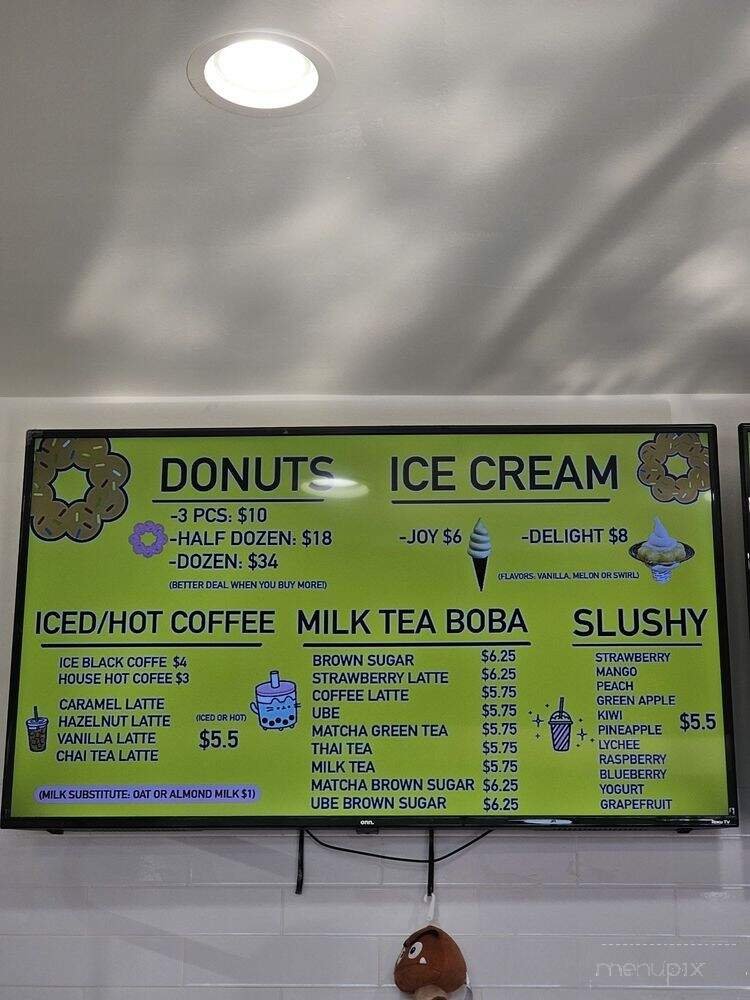 DONUTS
-3 PCS: $10
-HALF DOZEN: $18
-DOZEN: $34
(BETTER DEAL WHEN YOU BUY MORE!)
ICE CREAM
-JOY $6
-DELIGHT $8
(FLAVORS: VANILLA, MELON OR SWIRL)
ICED/HOT COFFEE
ICE BLACK COFFE $4
HOUSE HOT COFEE $3
CARAMEL LATTE
HAZELNUT LATTE
VANILLA LATTE
CHAI TEA LATTE
(ICED OR HOT)
$5.5
(MILK SUBSTITUTE: OAT OR ALMOND MILK $1)
MILK TEA BOBA
BROWN SUGAR $6.25
STRAWBERRY LATTE $6.25
COFFEE LATTE $5.75
UBE $5.75
MATCHA GREEN TEA $5.75
THAI TEA $5.75
MILK TEA $5.75
MATCHA BROWN SUGAR $6.25
UBE BROWN SUGAR $6.25
SLUSHY
STRAWBERRY
MANGO
PEACH
GREEN APPLE
KIWI
PINEAPPLE
LYCHEE
RASPBERRY
BLUEBERRY
YOGURT
GRAPEFRUIT
$5.5
onn.
Roku TV
menupix